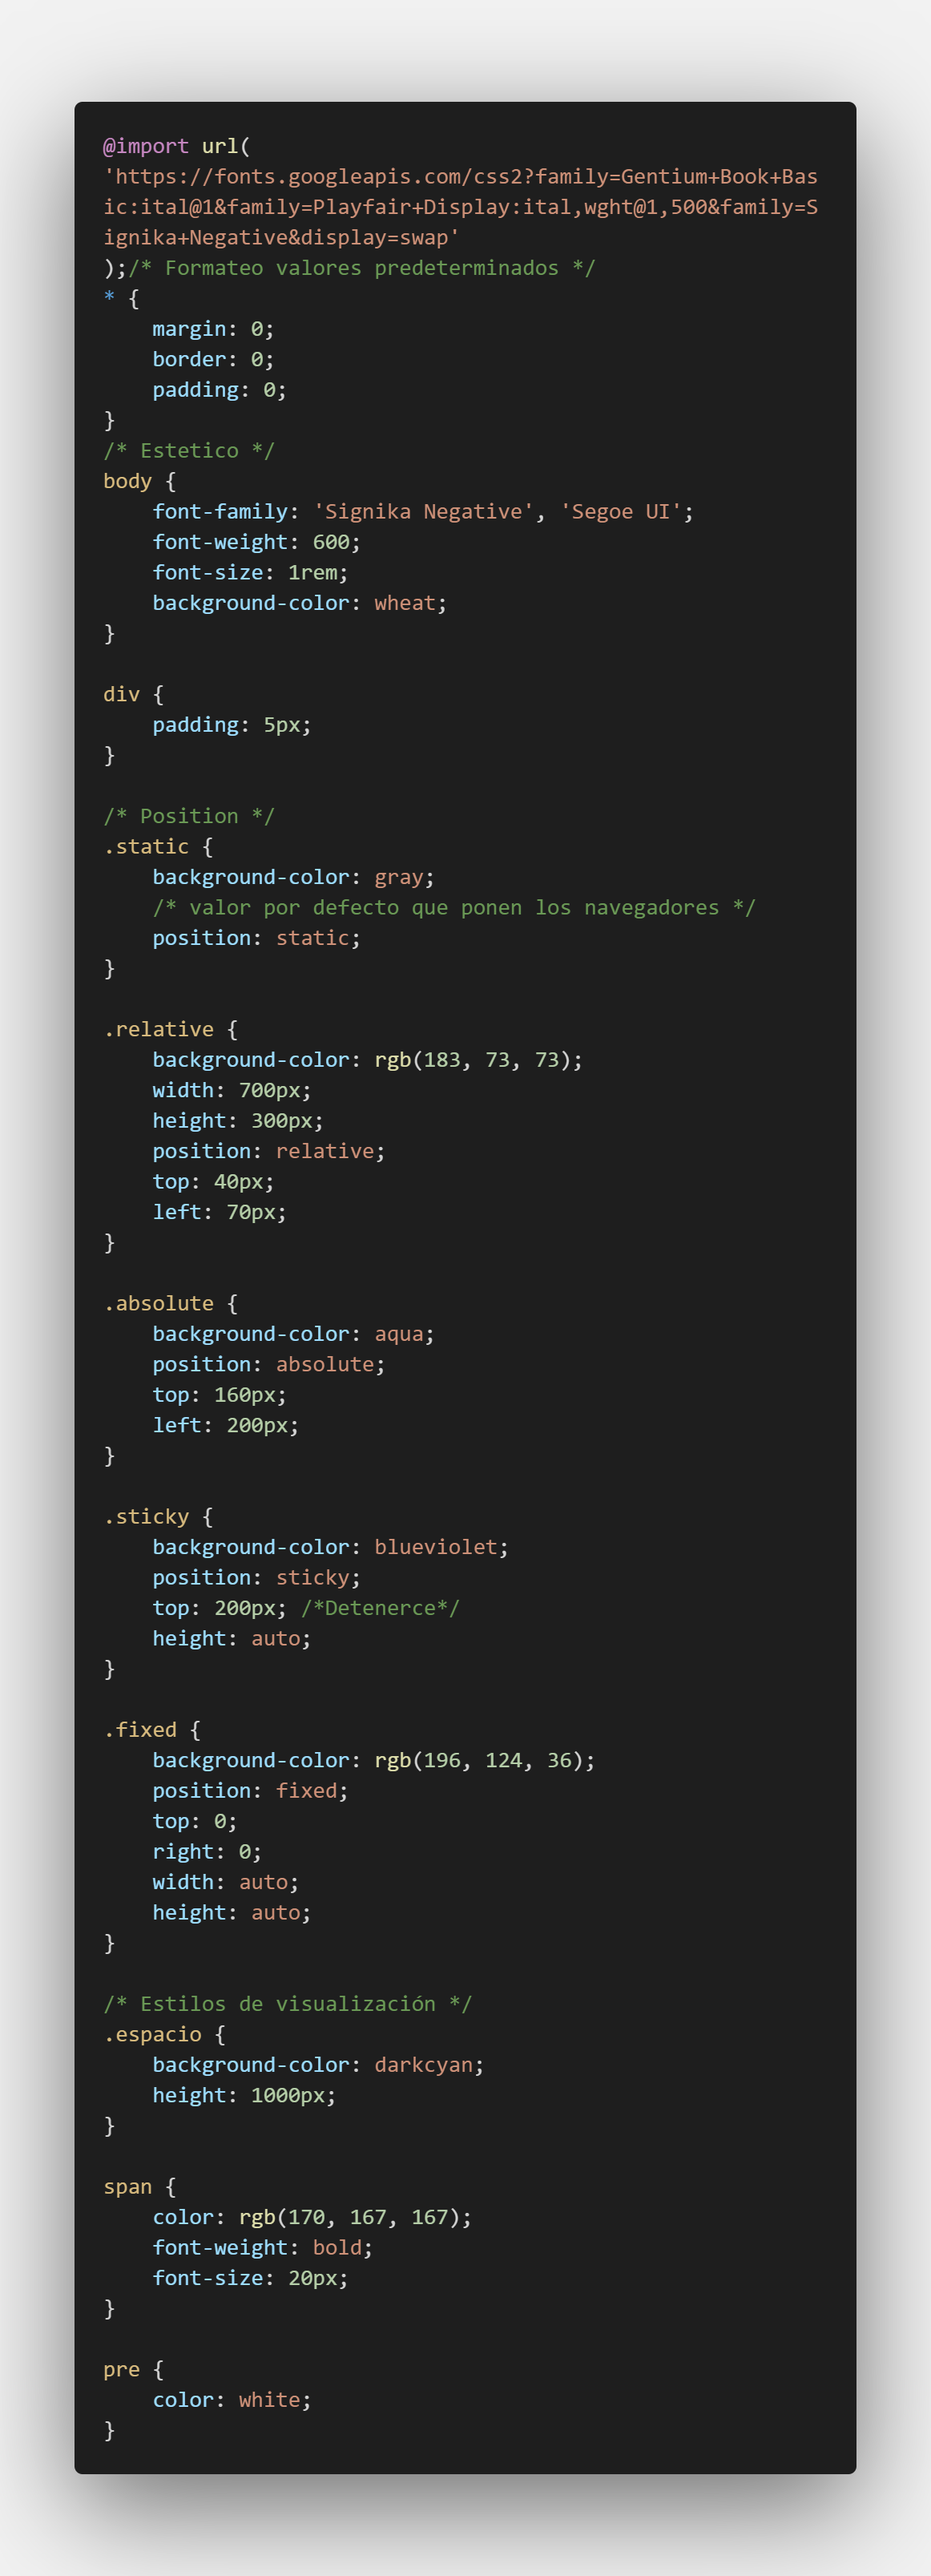 @import url(
'https://fonts.googleapis.com/css2?family=Gentium+Book+Bas
ic:ital@1&family=Playfair+Display:ital,wght@1,500&family=S
ignika+Negative&display=swap'
);/* Formateo valores predeterminados */
* {
    margin: 0;
    border: 0;
    padding: 0;
}
/* Estetico */
body {
    font-family: 'Signika Negative', 'Segoe UI';
    font-weight: 600;
    font-size: 1rem;
    background-color: wheat;
}

div {
    padding: 5px;
}

/* Position */
.static {
    background-color: gray;
    /* valor por defecto que ponen los navegadores */
    position: static;
}

.relative {
    background-color: rgb(183, 73, 73);
    width: 700px;
    height: 300px;
    position: relative;
    top: 40px;
    left: 70px;
}

.absolute {
    background-color: aqua;
    position: absolute;
    top: 160px;
    left: 200px;
}

.sticky {
    background-color: blueviolet;
    position: sticky;
    top: 200px; /*Detenerce*/
    height: auto;
}

.fixed {
    background-color: rgb(196, 124, 36);
    position: fixed;
    top: 0;
    right: 0;
    width: auto;
    height: auto;
}

/* Estilos de visualización */
.espacio {
    background-color: darkcyan;
    height: 1000px;
}

span {
    color: rgb(170, 167, 167);
    font-weight: bold;
    font-size: 20px;
}

pre {
    color: white;
}